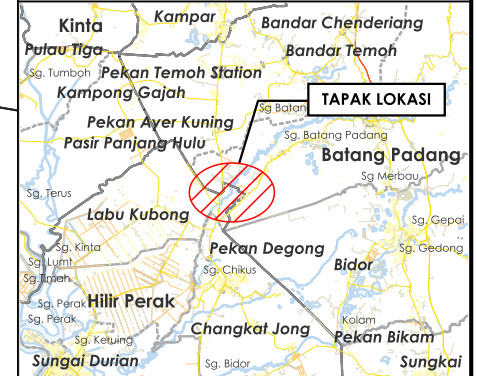 Kampar
Kinta
Bandar Chenderiang
Pulau Tiga
Bandar Temoh
Sg. Tumboh
Pekan Temoh Station
Kampong Gajah
TAPAK LOKASI
Sg Batan
Pekan Ayer Kuning
Sg. Batang Padang
Pasir Panjang Hulu
Batang Padang
Sg Merbau
Sg. Terus
Labu Kubong
Sg. Gepai
Sg. Kinta
Pekan Degong
Sg. Gedong
Sg. Lumt
Bidor
Sg. Chikus
Sg. Perak
Hilir Perak
Sg. Perak
Kolam
Changkat Jong
Pekan Bikam
Sg. Keruing
Sungai Durian
Sg. Bidor
Sungkai